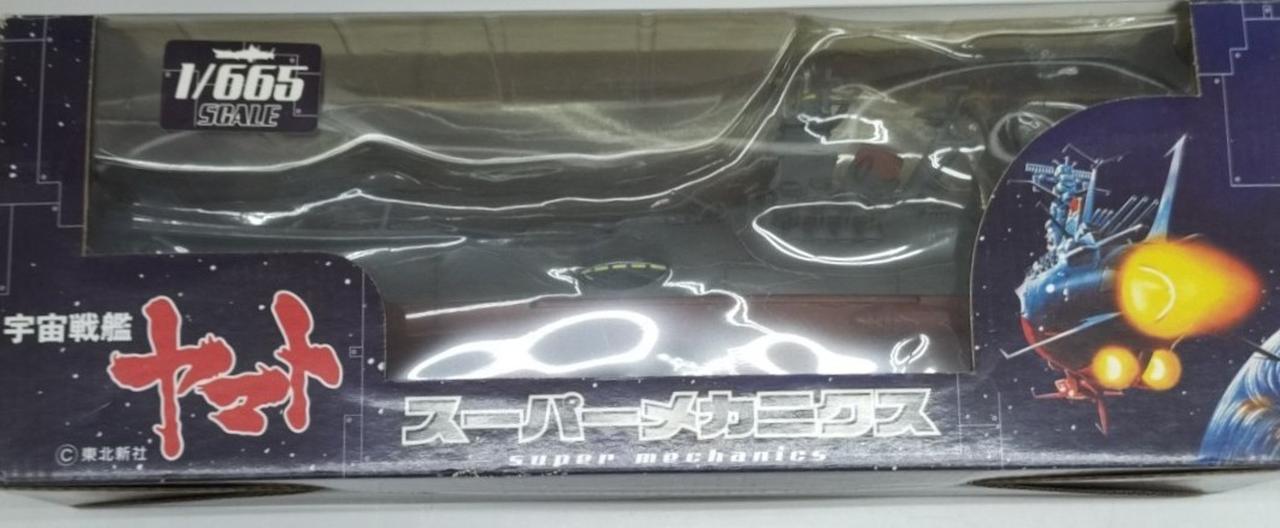 1/665
SCALE
宇宙戦艦
ヤマト
スーパーメカニクス
super mechanics
©東北新社